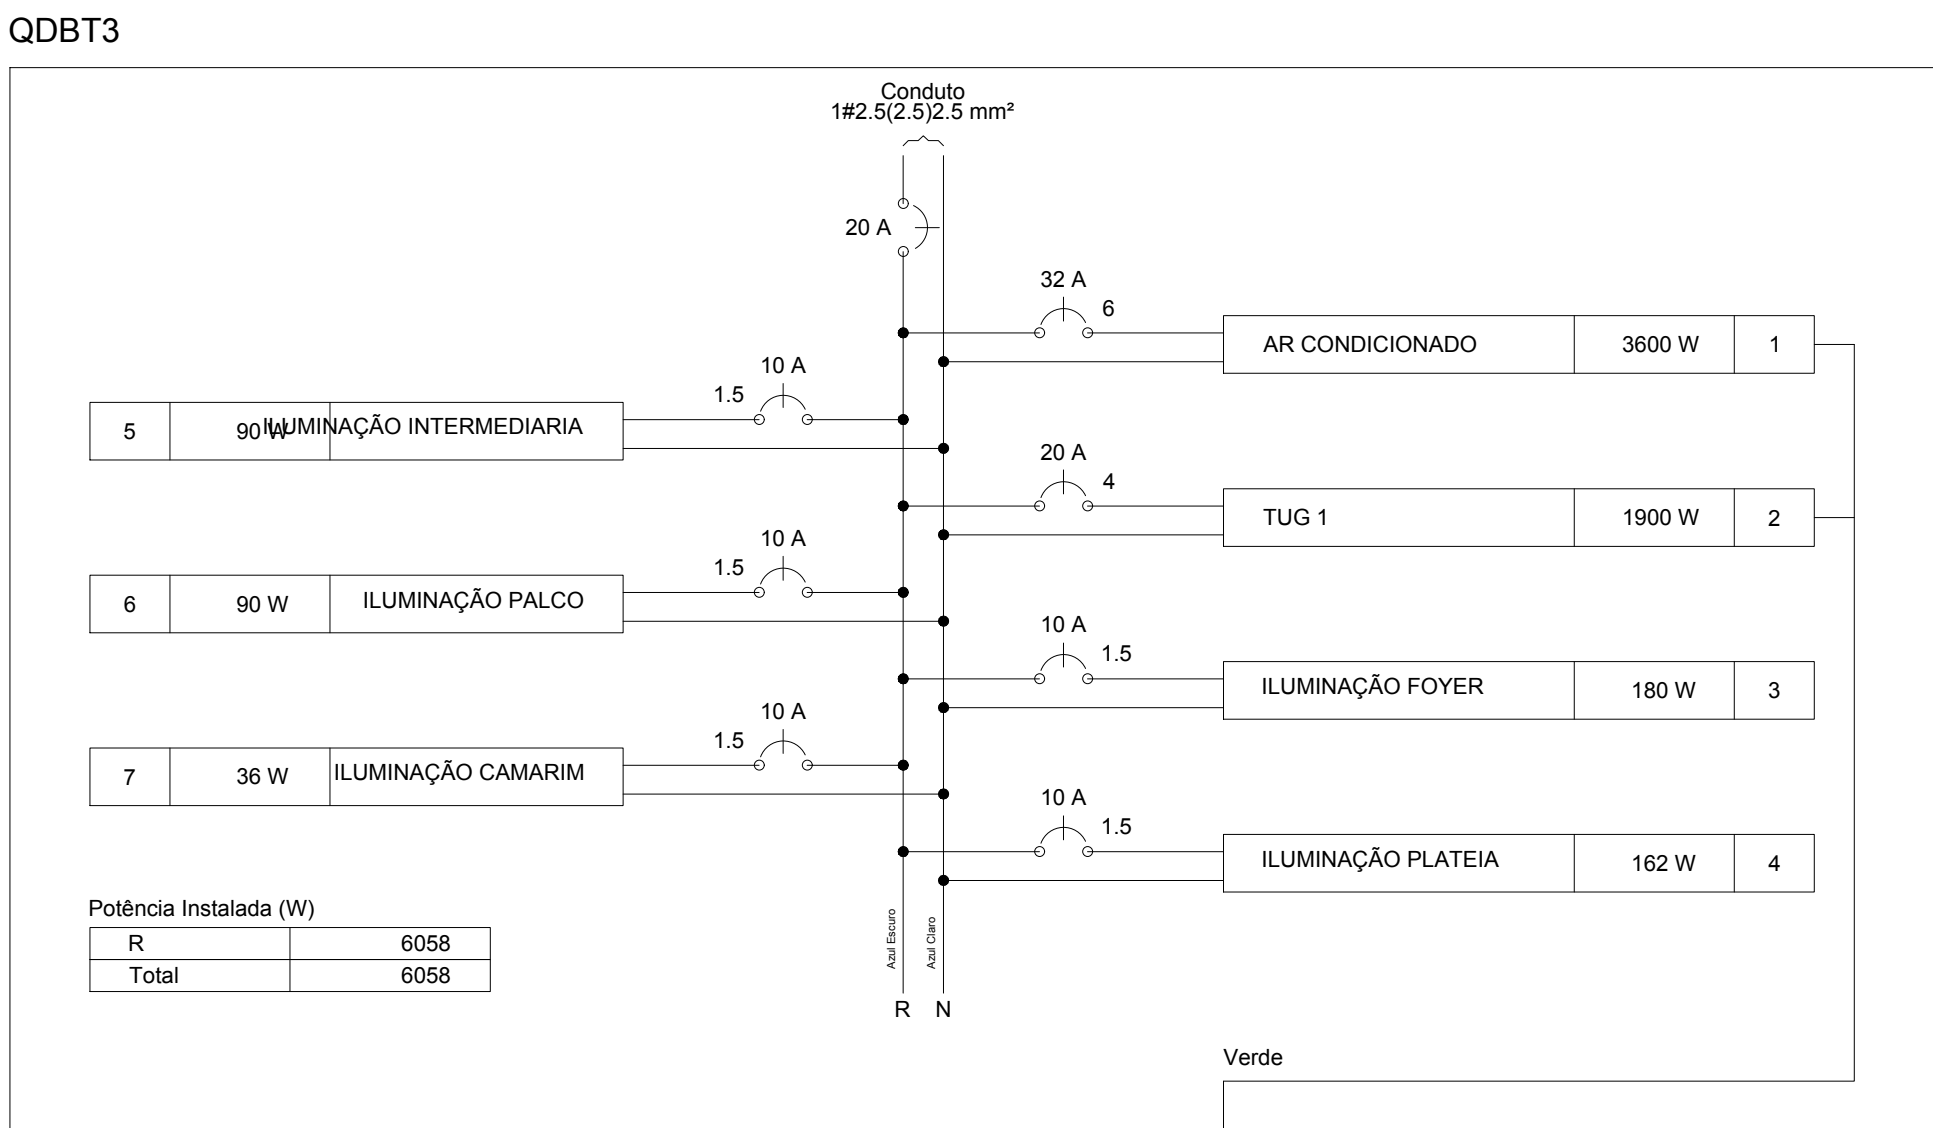 QDBT3
Conduto
1#2.5(2.5)2.5 mm²
20 A
32 A
6
AR CONDICIONADO 3600 W 1
10 A
1.5
5 90 W ILUMINAÇÃO INTERMEDIARIA
20 A
4
TUG 1 1900 W 2
10 A
1.5
6 90 W ILUMINAÇÃO PALCO
10 A
1.5
ILUMINAÇÃO FOYER 180 W 3
10 A
1.5
7 36 W ILUMINAÇÃO CAMARIM
10 A
1.5
ILUMINAÇÃO PLATEIA 162 W 4
Potência Instalada (W)
R 6058
Total 6058
Azul Escuro
Azul Claro
R N
Verde